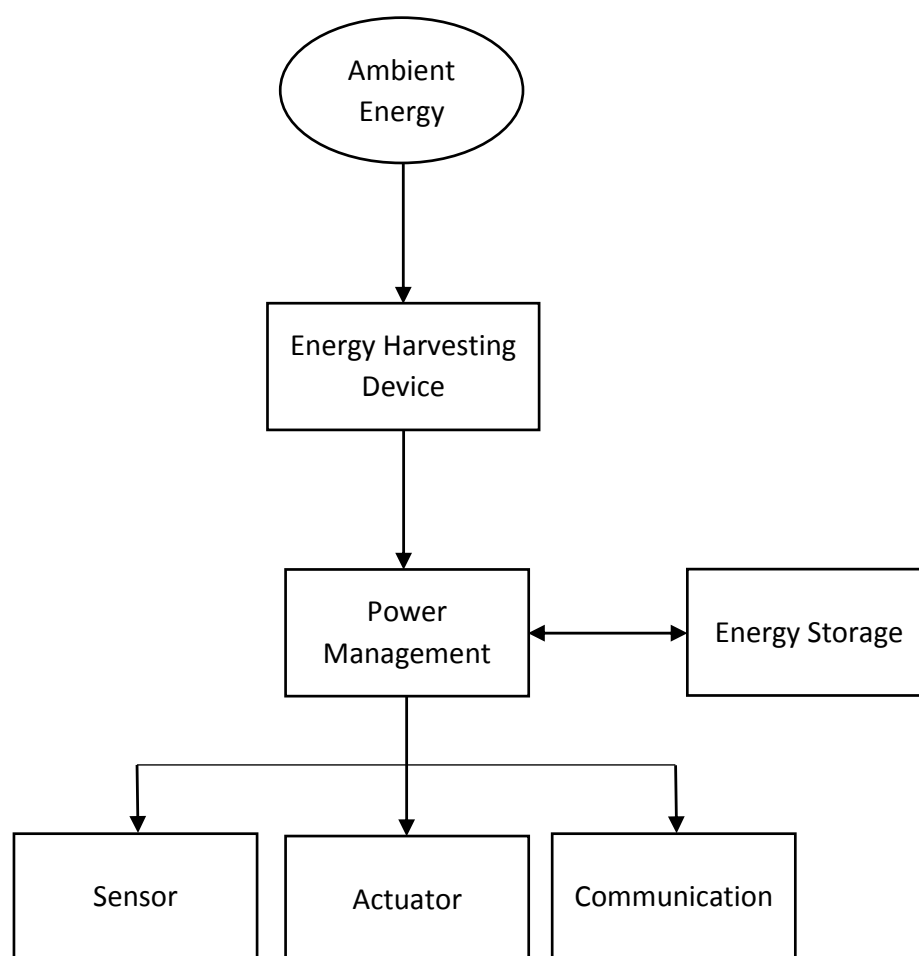 Ambient
Energy
Energy Harvesting
Device
Power
Management
Energy Storage
Sensor
Actuator
Communication